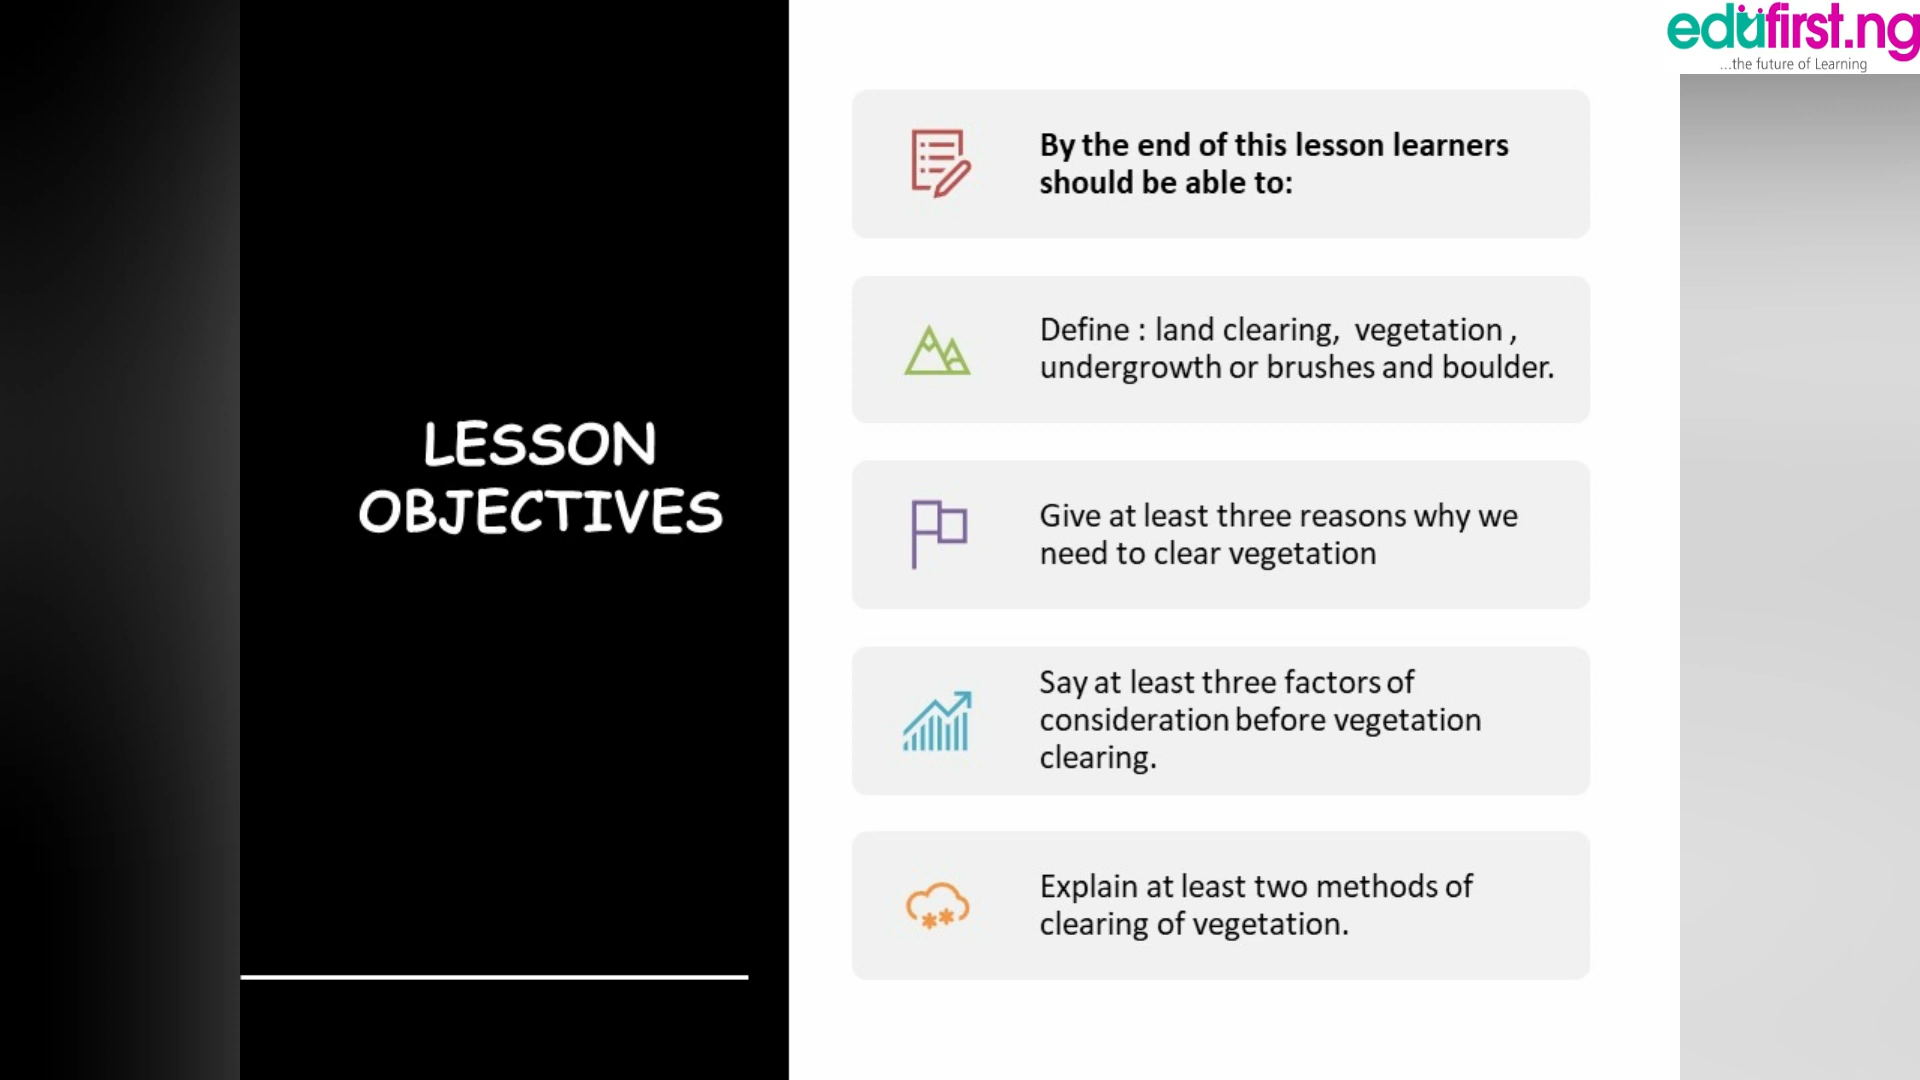 edufirst.ng
...the future of Learning
LESSON
OBJECTIVES
By the end of this lesson learners
should be able to:
Define : land clearing, vegetation ,
undergrowth or brushes and boulder.
Give at least three reasons why we
need to clear vegetation
Say at least three factors of
consideration before vegetation
clearing.
Explain at least two methods of
clearing of vegetation.